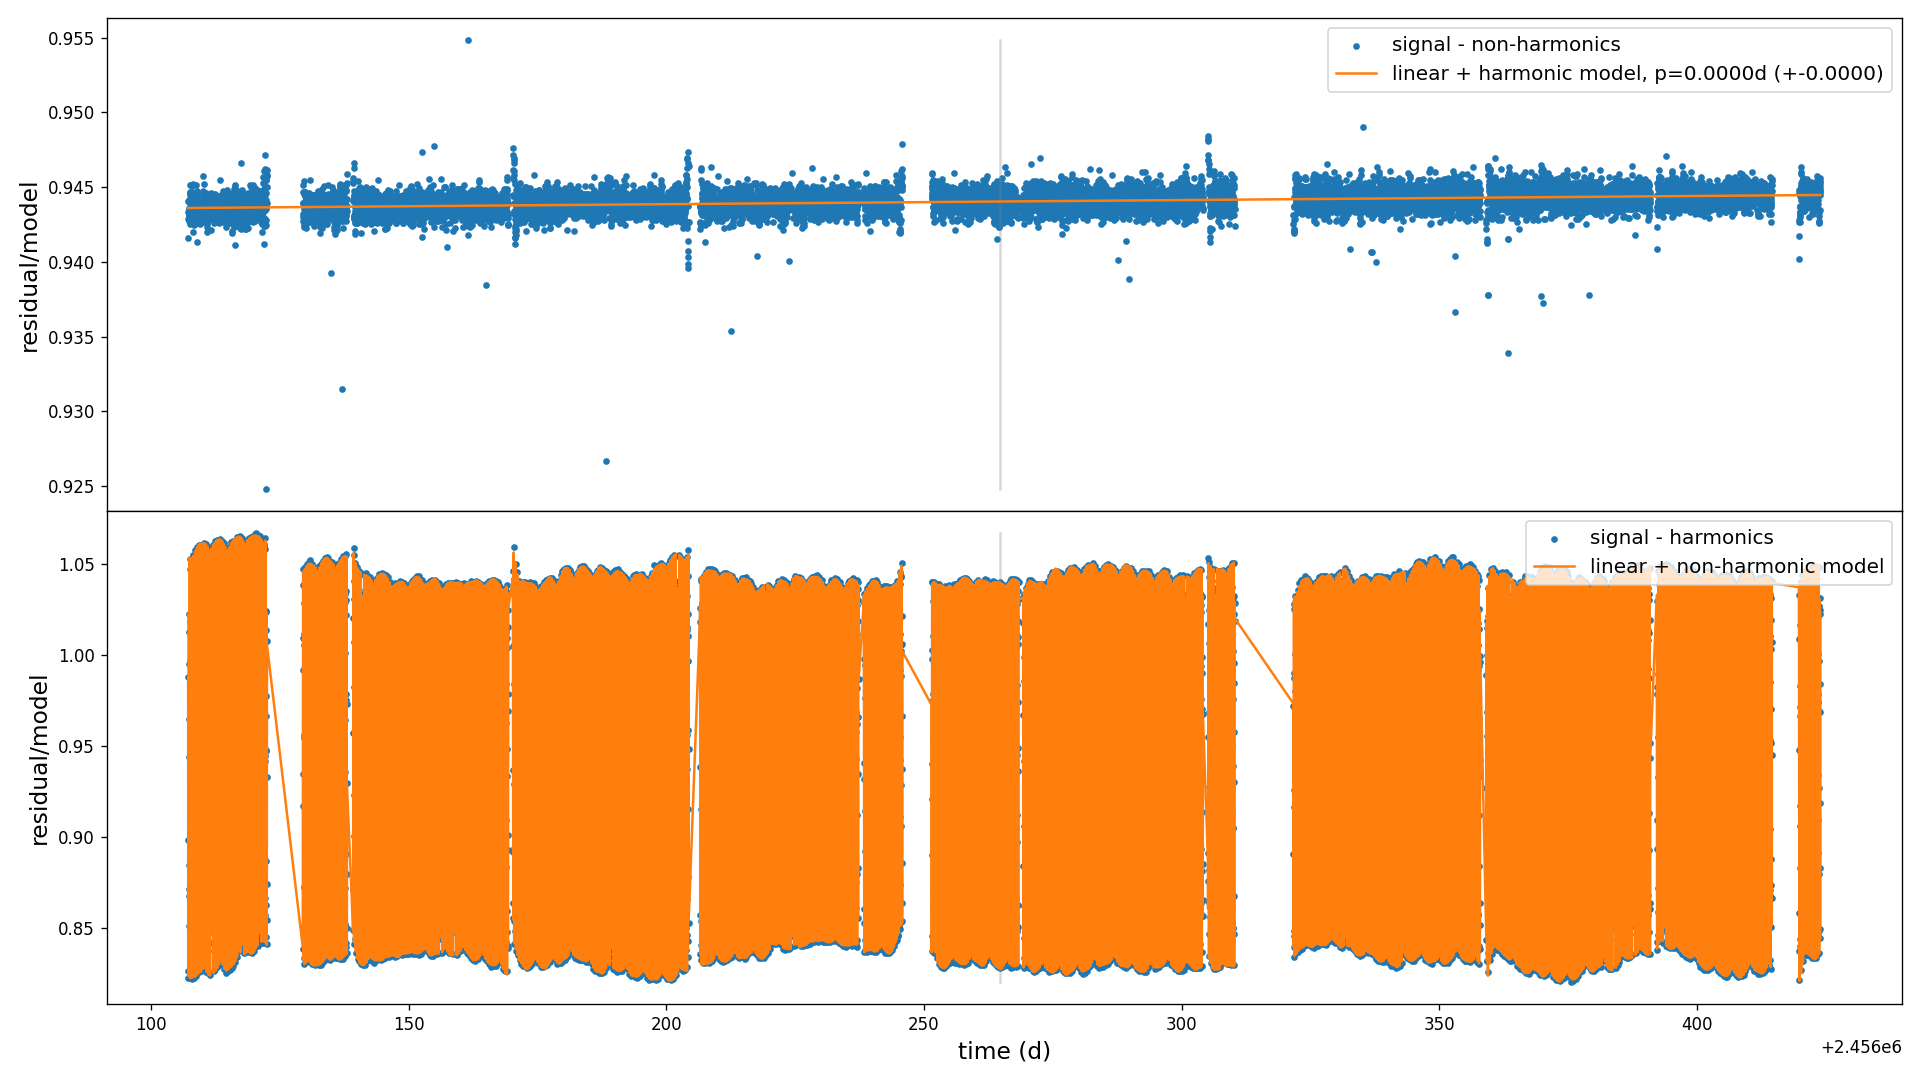 signal - non-harmonics
linear + harmonic model, p=0.0000d (+-0.0000)
0.955
0.950
0.945
0.940
0.935
0.930
0.925
residual/model
signal - harmonics
linear + non-harmonic model
1.05
1.00
0.95
0.90
0.85
residual/model
100 150 200 250 300 350 400
time (d)
+2.456e6